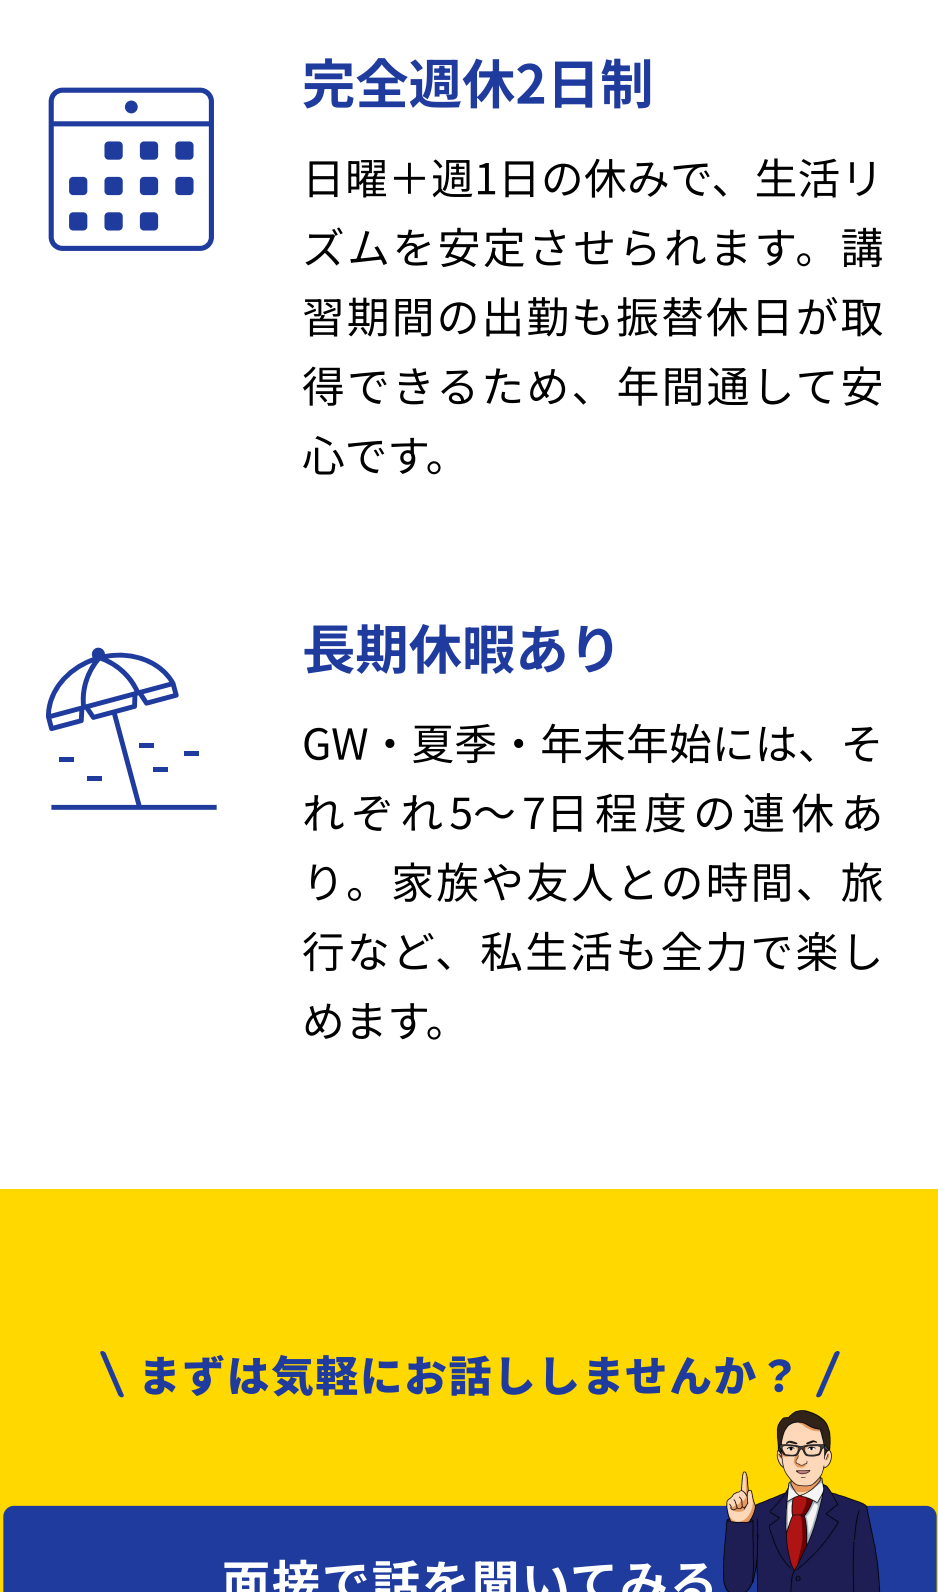 完全週休2日制
日曜＋週1日の休みで、生活リ
ズムを安定させられます。講
習期間の出勤も振替休日が取
得できるため、年間通して安
心です。
長期休暇あり
GW・夏季・年末年始には、そ
れぞれ5〜7日程度の連休あ
り。家族や友人との時間、旅
行など、私生活も全力で楽し
めます。
\ まずは気軽にお話ししませんか？ /
面接で話を聞いてみる